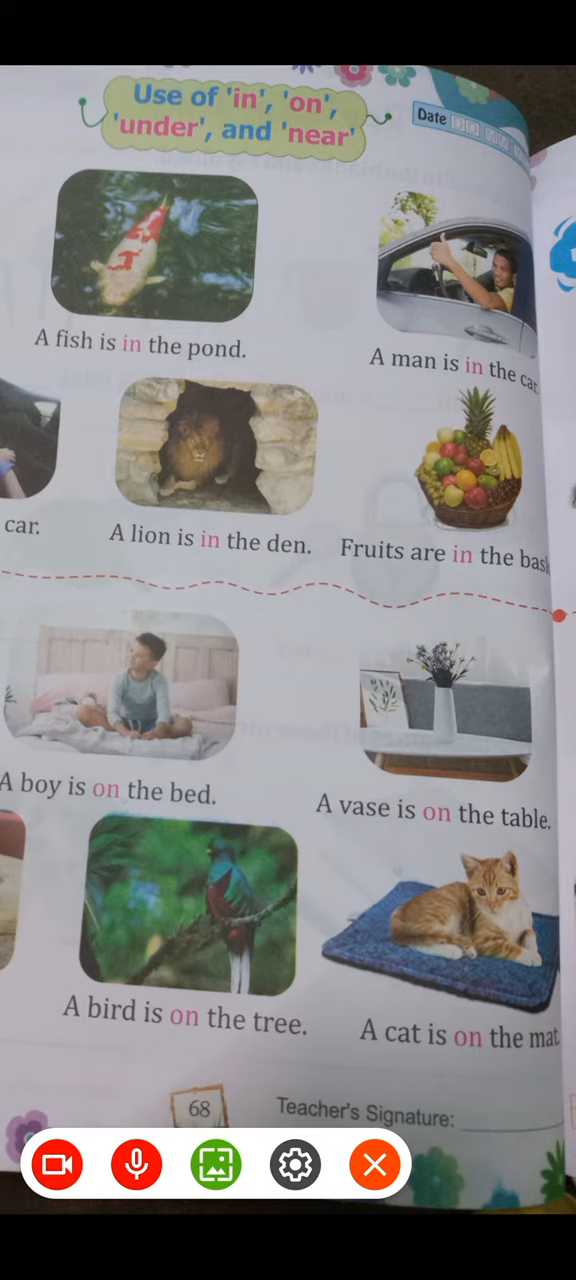 Use of 'in', 'on',
'under', and 'near'
Date
A fish is in the pond.
A man is in the car.
car.
A lion is in the den.
Fruits are in the
A boy is on the bed.
A vase is on the table.
A bird is on the tree.
A cat is on the mat
68
Teacher's Signature: